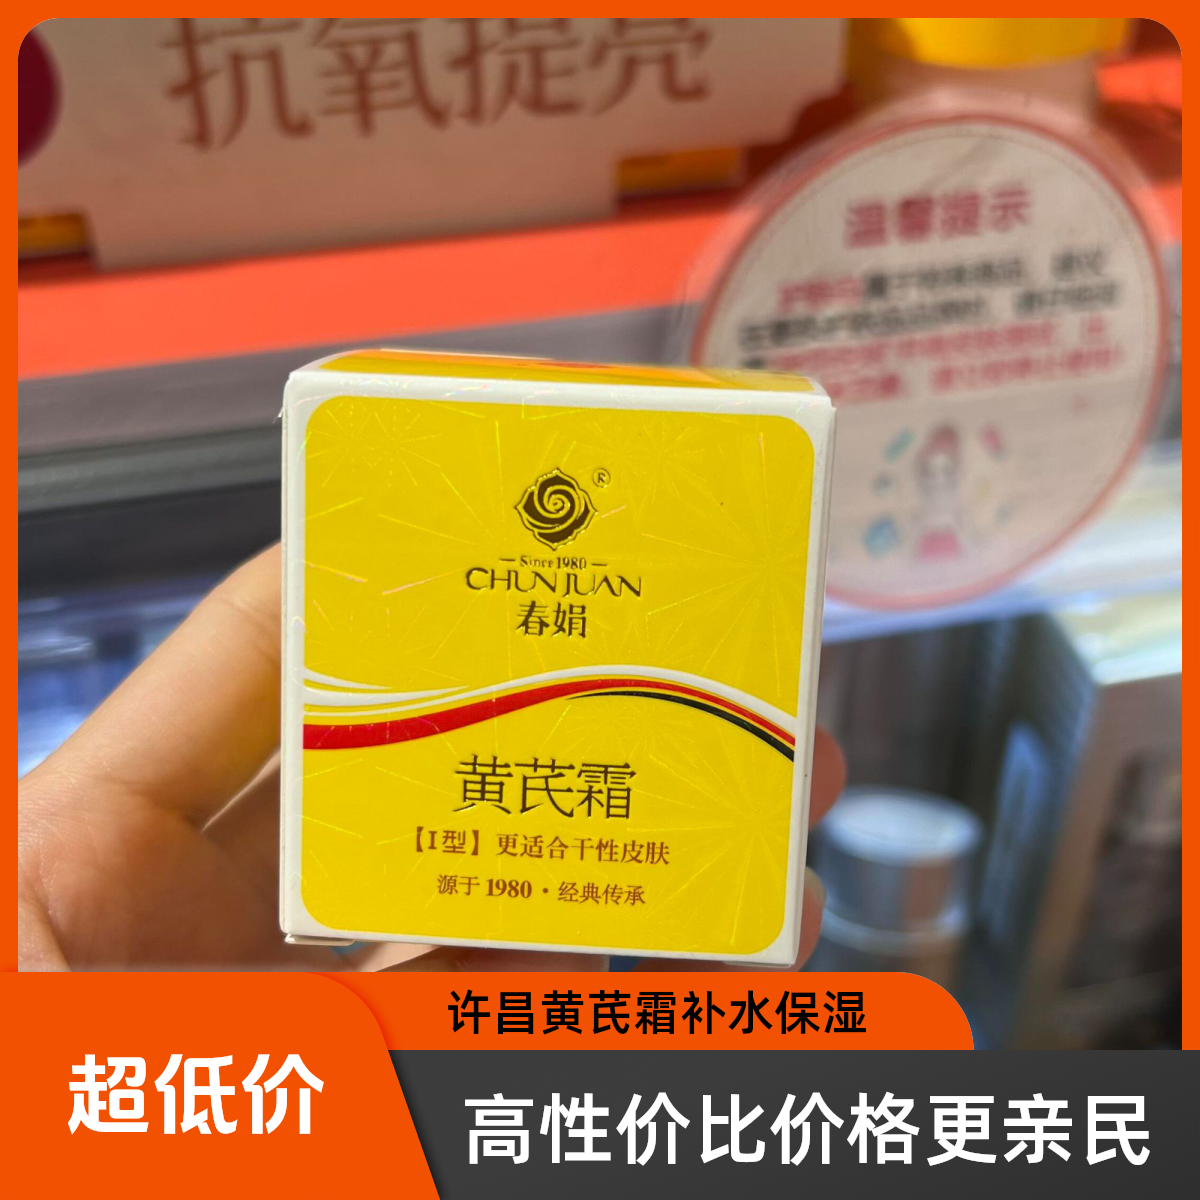 抗氧提亮
温馨提示
®
Since 1980
CHUNJUAN
春娟
黄芪霜
【I型】更适合干性皮肤
源于1980·经典传承
许昌黄芪霜补水保湿
超低价
高性价比价格更亲民